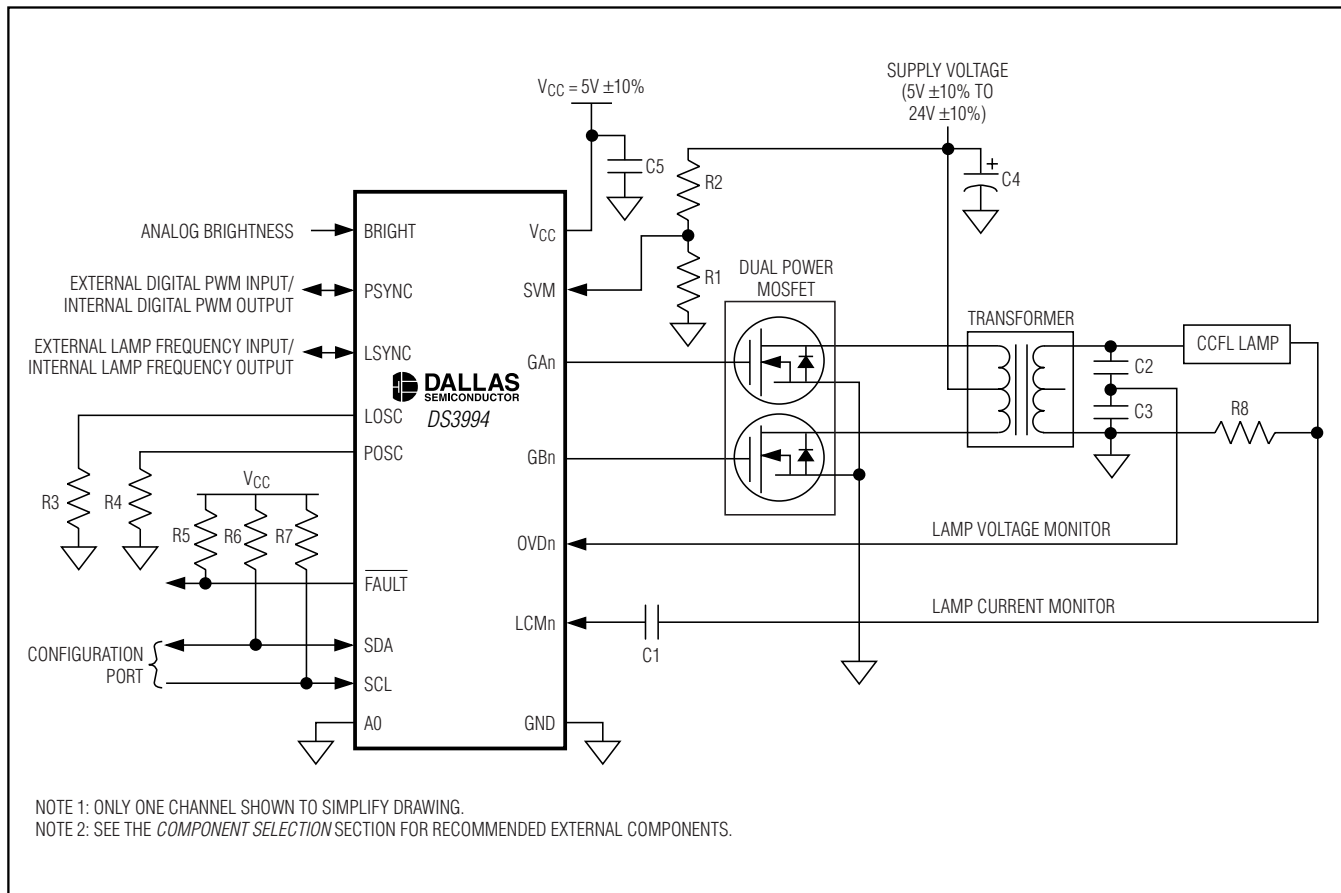 SUPPLY VOLTAGE
(5V ±10% TO
24V ±10%)
VCC = 5V ±10%
C5
R2
C4
ANALOG BRIGHTNESS
BRIGHT
VCC
R1
DUAL POWER
MOSFET
EXTERNAL DIGITAL PWM INPUT/
INTERNAL DIGITAL PWM OUTPUT
PSYNC
SVM
TRANSFORMER
EXTERNAL LAMP FREQUENCY INPUT/
INTERNAL LAMP FREQUENCY OUTPUT
LSYNC
GAn
CCFL LAMP
C2
DALLAS
SEMICONDUCTOR
DS3994
LOSC
C3
R8
POSC
GBn
VCC
R3
R4
R5
R6
R7
OVDn
LAMP VOLTAGE MONITOR
FAULT
LCMn
LAMP CURRENT MONITOR
C1
CONFIGURATION
PORT
SDA
SCL
A0
GND
NOTE 1: ONLY ONE CHANNEL SHOWN TO SIMPLIFY DRAWING.
NOTE 2: SEE THE COMPONENT SELECTION SECTION FOR RECOMMENDED EXTERNAL COMPONENTS.